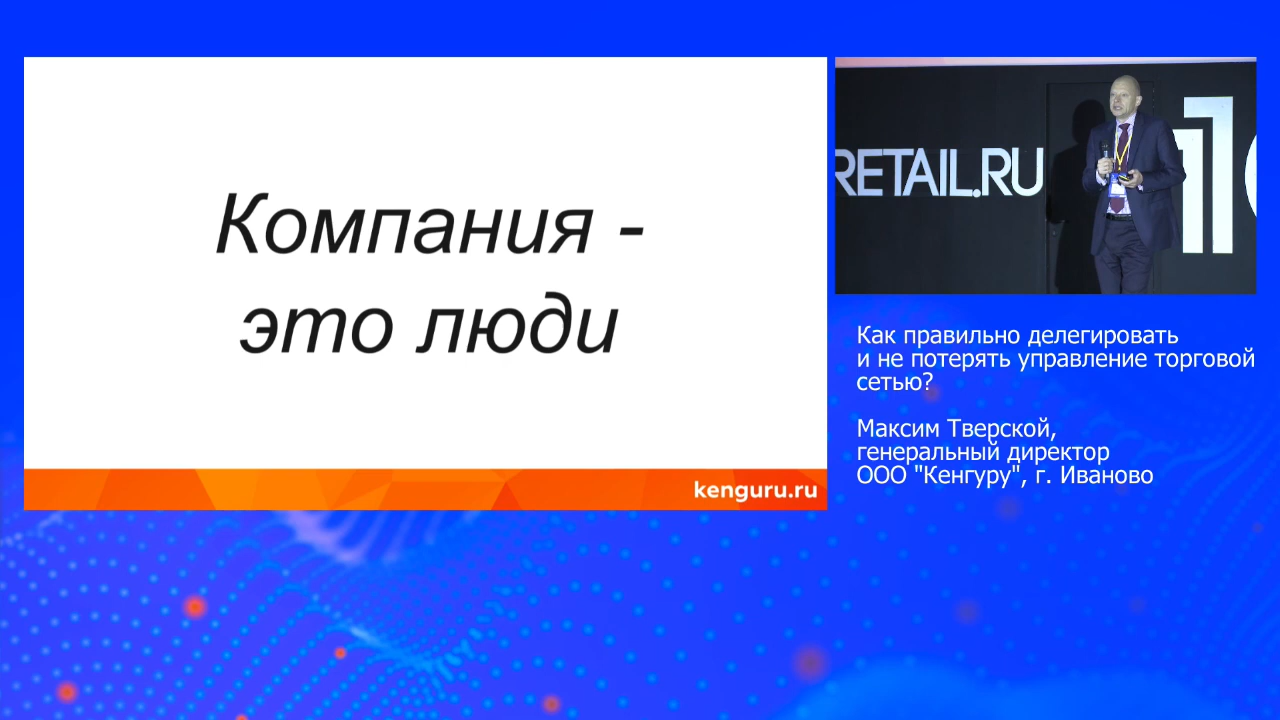 Компания -
это люди
kenguru.ru
RETAIL.RU
Как правильно делегировать
и не потерять управление торговой
сетью?
Максим Тверской,
генеральный директор
ООО "Кенгуру", г. Иваново